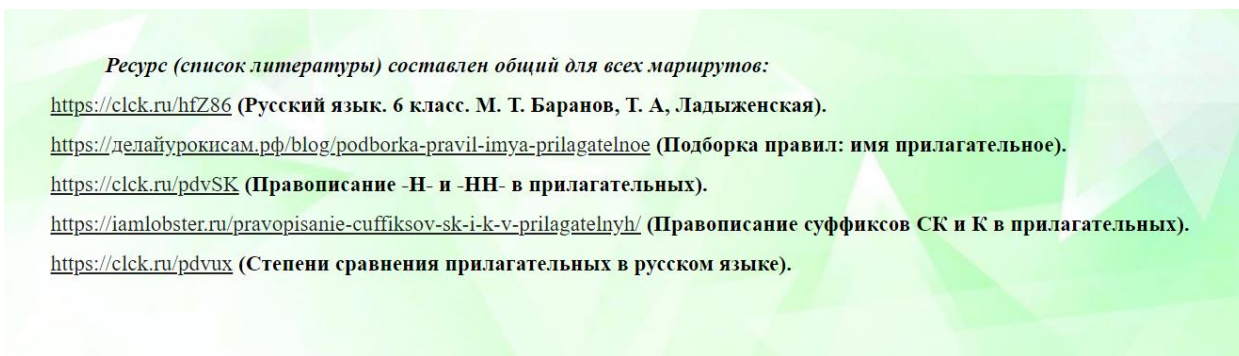 Ресурс (список литературы) составлен общий для всех маршрутов:
https://clck.ru/hfZ86 (Русский язык. 6 класс. М. Т. Баранов, Т. А, Ладыженская).
https://делайурокисам.рф/blog/podborka-pravil-imya-prilagatelnoe (Подборка правил: имя прилагательное).
https://clck.ru/pdvSK (Правописание -Н- и -НН- в прилагательных).
https://iamlobster.ru/pravopisanie-cuffiksov-sk-i-k-v-prilagatelnyh/ (Правописание суффиксов СК и К в прилагательных).
https://clck.ru/pdvux (Степени сравнения прилагательных в русском языке).